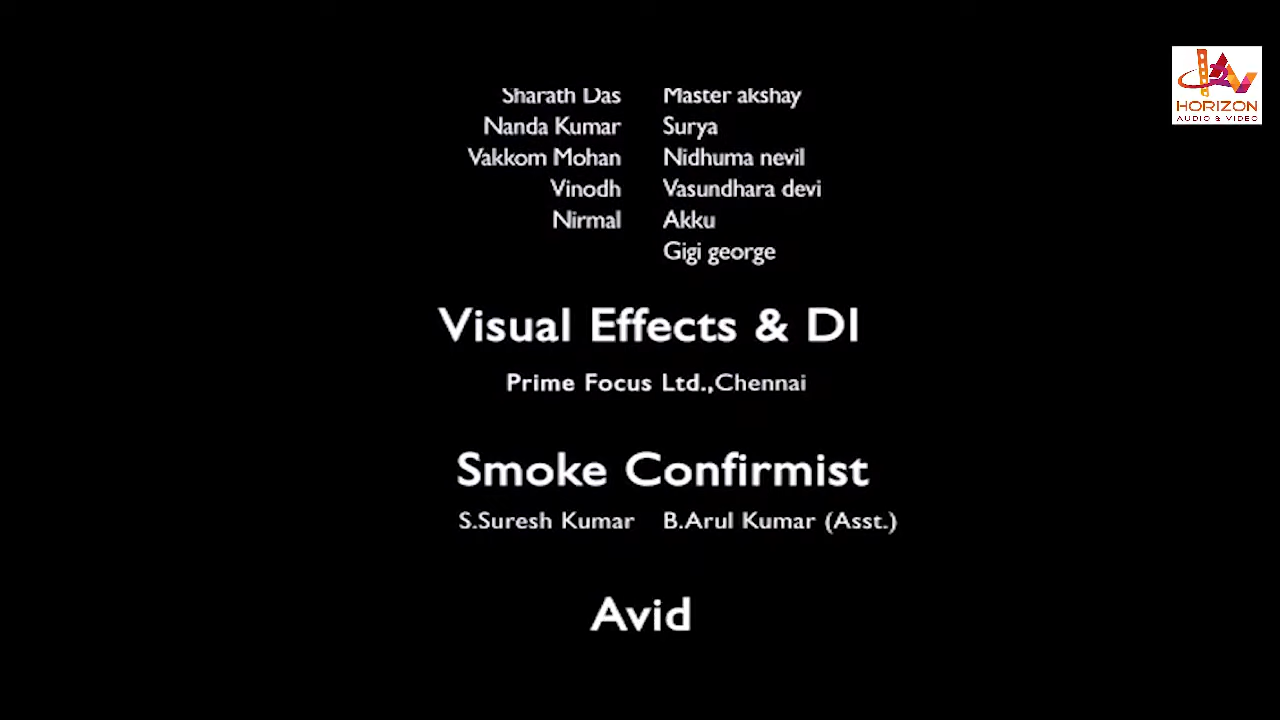 Sharath Das Master akshay
Nanda Kumar Surya
Vakkom Mohan Nidhuma nevil
Vinodh Vasundhara devi
Nirmal Akku
Gigi george
Visual Effects & DI
Prime Focus Ltd.,Chennai
Smoke Confirmist
S.Suresh Kumar B.Arul Kumar (Asst.)
Avid
HORIZON
AUDIO & VIDEO